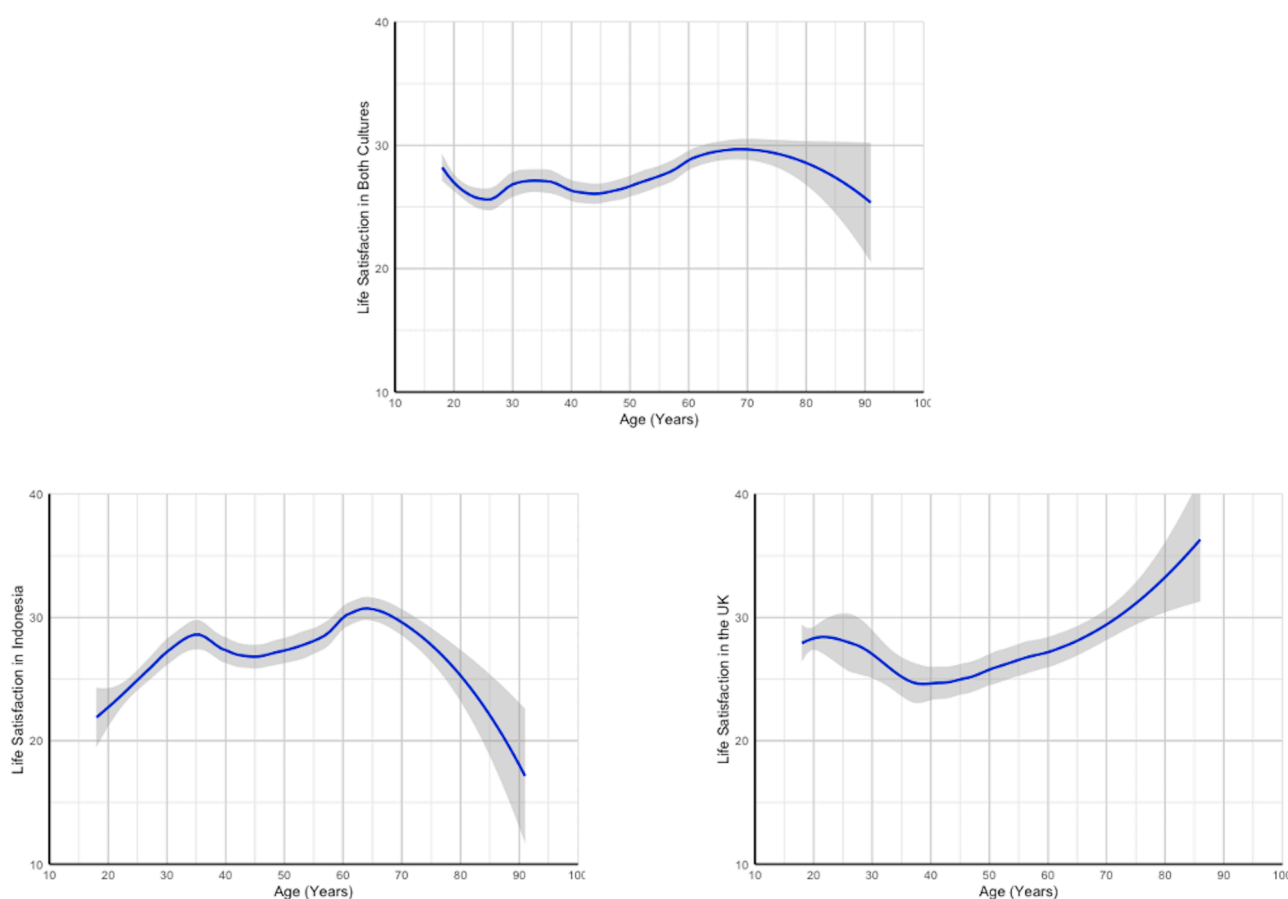 Life Satisfaction in Both Cultures
40
30
20
10
10 20 30 40 50 60 70 80 90 100
Age (Years)
Life Satisfaction in Indonesia
40
30
20
10
10 20 30 40 50 60 70 80 90 100
Age (Years)
Life Satisfaction in the UK
40
30
20
10
10 20 30 40 50 60 70 80 90 100
Age (Years)